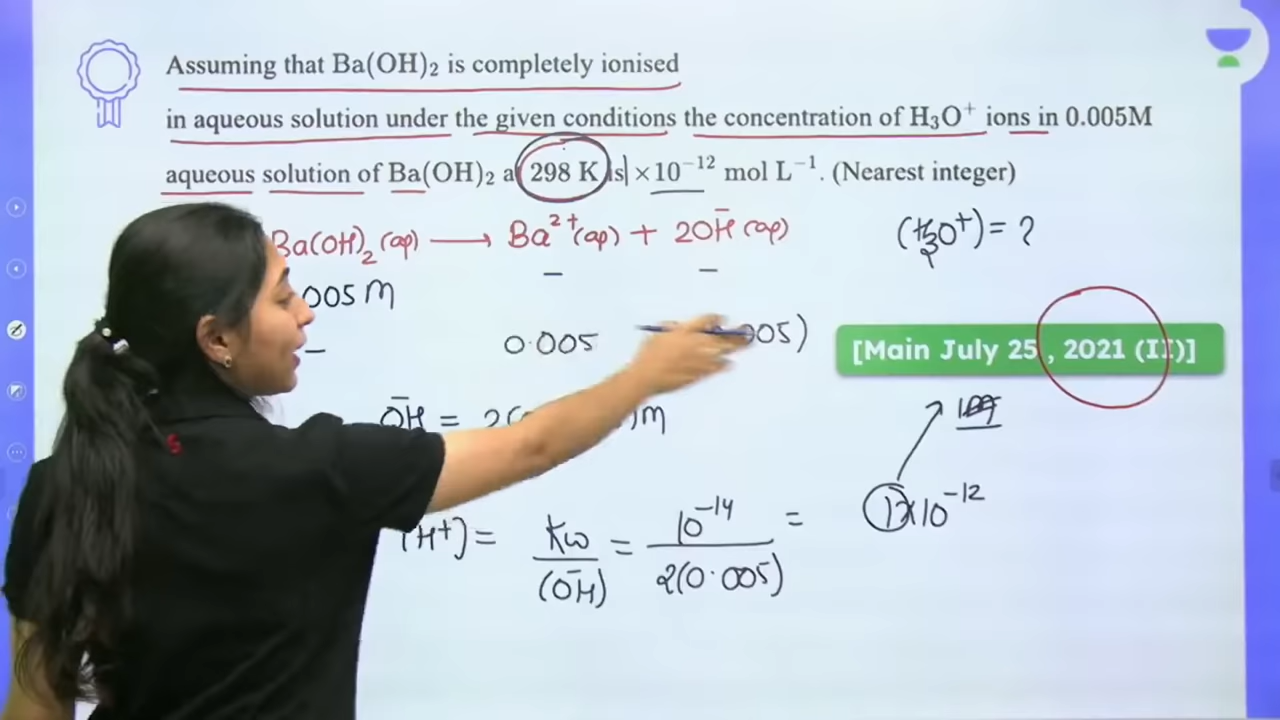 Assuming that Ba(OH)2 is completely ionised
in aqueous solution under the given conditions the concentration of H3O+ ions in 0.005M
aqueous solution of Ba(OH)2 a 298 K is × 10−12 mol L−1. (Nearest integer)
Ba(OH)2 (aq) ⟶ Ba2+(aq) + 2OH̄ (aq) (H3O+) = ?
005 M − −
− 0.005 005)
[Main July 25 , 2021 (II)]
OH̄ = 2( )M
(H+) = Kw / (OH̄) = 10−14 / 2(0.005) = 1×10−12